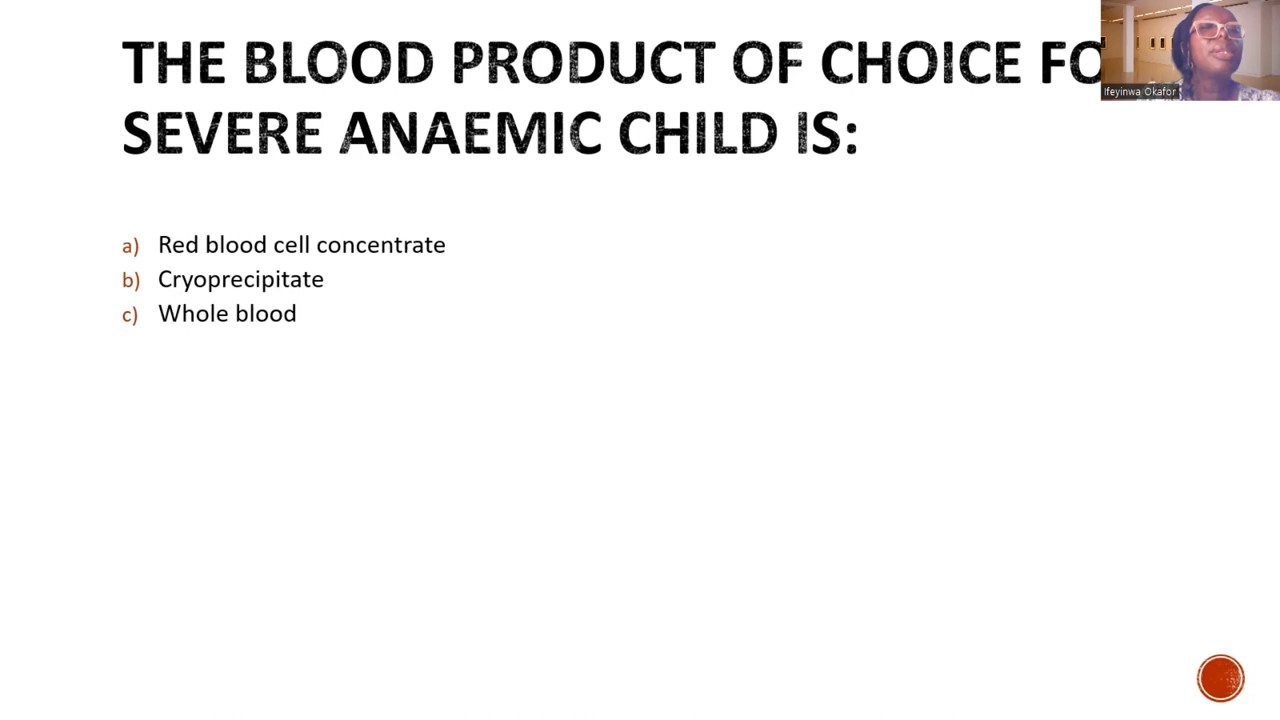 THE BLOOD PRODUCT OF CHOICE FO
SEVERE ANAEMIC CHILD IS:
Ifeyinwa Okafor
a) Red blood cell concentrate
b) Cryoprecipitate
c) Whole blood